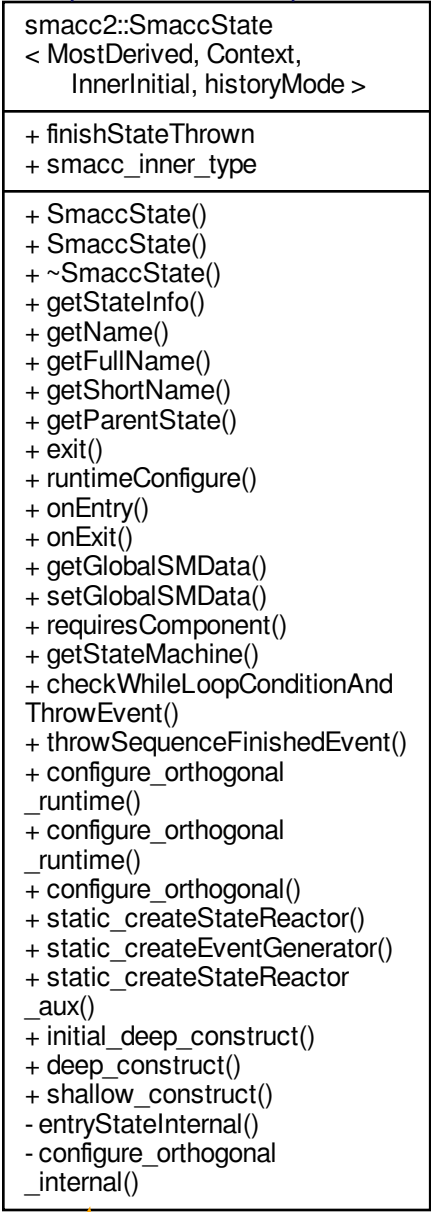 smacc2::SmaccState
< MostDerived, Context,
InnerInitial, historyMode >
+ finishStateThrown
+ smacc_inner_type
+ SmaccState()
+ SmaccState()
+ ~SmaccState()
+ getStateInfo()
+ getName()
+ getFullName()
+ getShortName()
+ getParentState()
+ exit()
+ runtimeConfigure()
+ onEntry()
+ onExit()
+ getGlobalSMData()
+ setGlobalSMData()
+ requiresComponent()
+ getStateMachine()
+ checkWhileLoopConditionAnd
ThrowEvent()
+ throwSequenceFinishedEvent()
+ configure_orthogonal
_runtime()
+ configure_orthogonal
_runtime()
+ configure_orthogonal()
+ static_createStateReactor()
+ static_createEventGenerator()
+ static_createStateReactor
_aux()
+ initial_deep_construct()
+ deep_construct()
+ shallow_construct()
- entryStateInternal()
- configure_orthogonal
_internal()